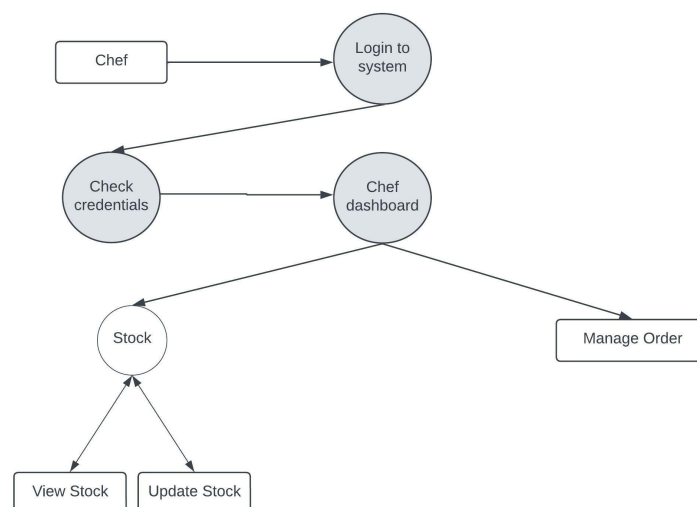 Chef
Login to
system
Check
credentials
Chef
dashboard
Stock
Manage Order
View Stock
Update Stock